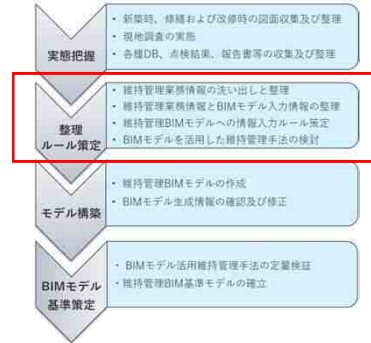 実態把握
・ 新築時、修繕および改修時の図面収集及び整理
・ 現地調査の実施
・ 各種DB、点検結果、報告書等の収集及び整理
整理
ルール策定
・ 維持管理業務情報の洗い出しと整理
・ 維持管理業務情報とBIMモデル入力情報の整理
・ 維持管理BIMモデルへの情報入力ルール策定
・ BIMモデルを活用した維持管理手法の検討
モデル構築
・ 維持管理BIMモデルの作成
・ BIMモデル生成情報の確認及び修正
BIMモデル
基準策定
・ BIMモデル活用維持管理手法の定量検証
・ 維持管理BIM基準モデルの確立